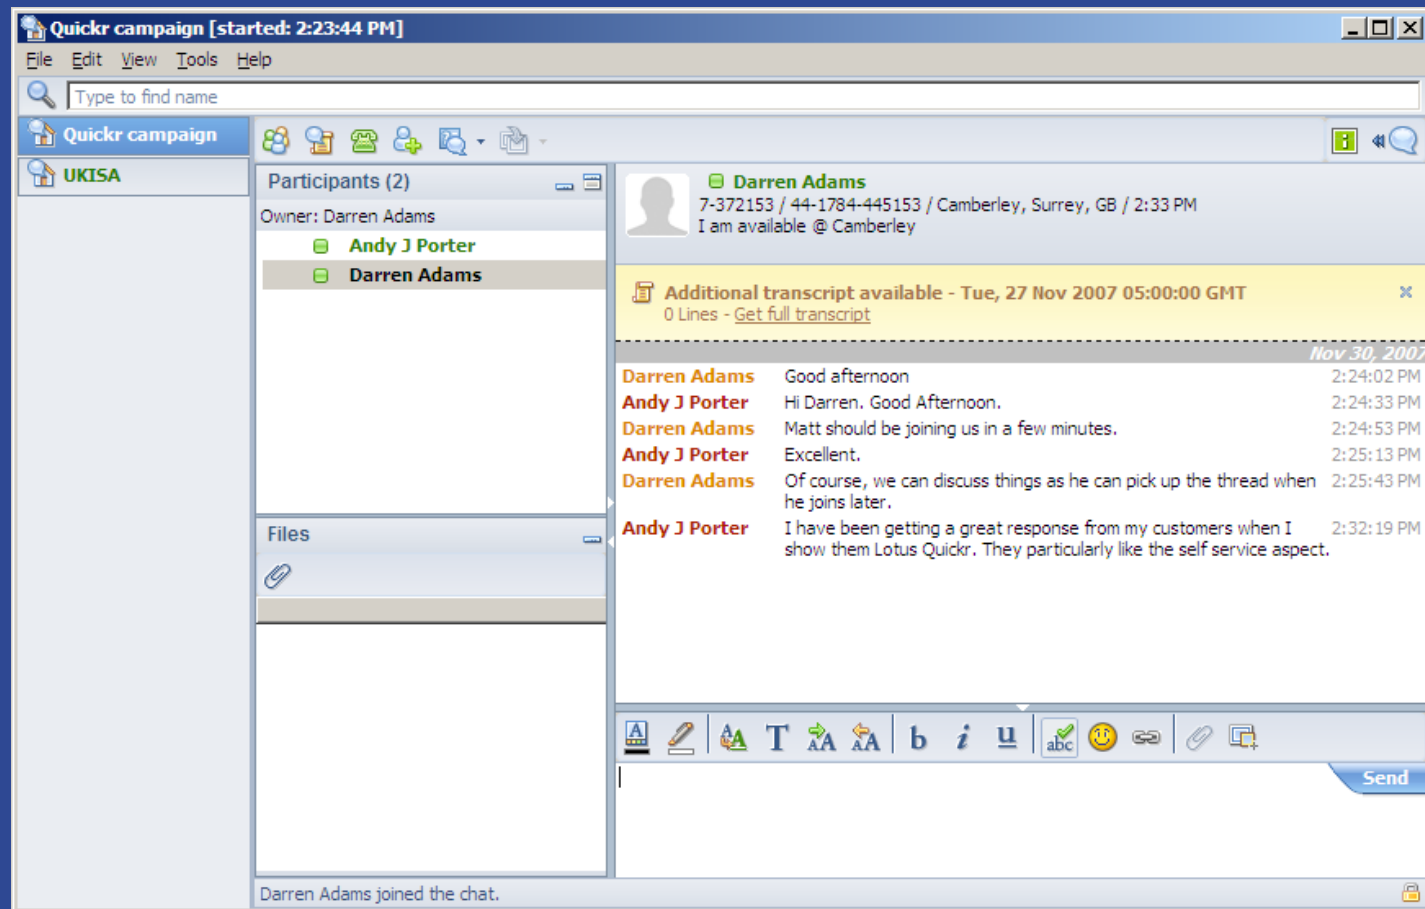 Quickr campaign [started: 2:23:44 PM]
File Edit View Tools Help
Type to find name
Quickr campaign
UKISA
Participants (2)
Owner: Darren Adams
Andy J Porter
Darren Adams
Files
Darren Adams
7-372153 / 44-1784-445153 / Camberley, Surrey, GB / 2:33 PM
I am available @ Camberley
Additional transcript available - Tue, 27 Nov 2007 05:00:00 GMT
0 Lines - Get full transcript
Nov 30, 2007
Darren Adams Good afternoon 2:24:02 PM
Andy J Porter Hi Darren. Good Afternoon. 2:24:33 PM
Darren Adams Matt should be joining us in a few minutes. 2:24:53 PM
Andy J Porter Excellent. 2:25:13 PM
Darren Adams Of course, we can discuss things as he can pick up the thread when 2:25:43 PM
he joins later.
Andy J Porter I have been getting a great response from my customers when I 2:32:19 PM
show them Lotus Quickr. They particularly like the self service aspect.
A A A T A A A A b i u abc
Send
Darren Adams joined the chat.